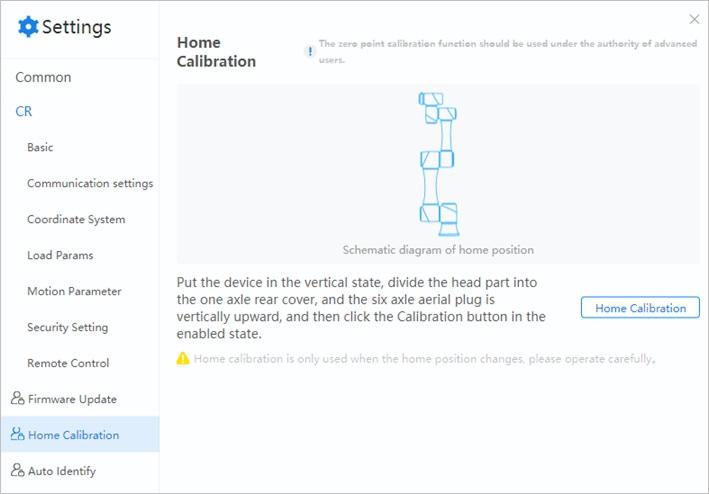 Settings
Common
CR
Basic
Communication settings
Coordinate System
Load Params
Motion Parameter
Security Setting
Remote Control
Firmware Update
Home Calibration
Auto Identify
Home
Calibration
! The zero point calibration function should be used under the authority of advanced
users.
Schematic diagram of home position
Put the device in the vertical state, divide the head part into
the one axle rear cover, and the six axle aerial plug is
vertically upward, and then click the Calibration button in the
enabled state.
Home Calibration
Home calibration is only used when the home position changes, please operate carefully。